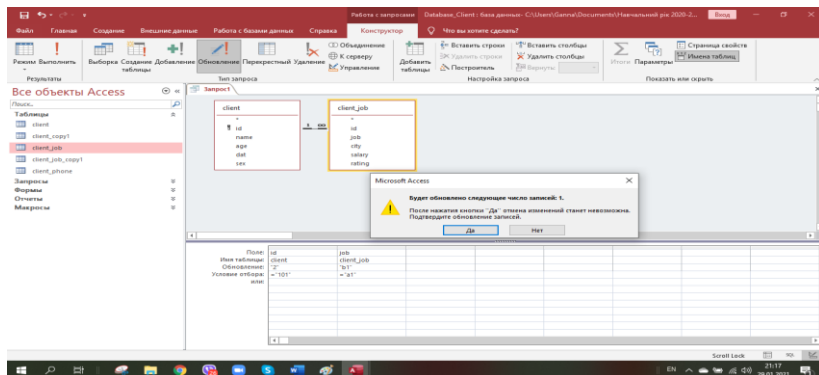 Работа с запросами Database_Client : база данных- C:\Users\Ganna\Documents\Навчальний рік 2020-2... Вход
Файл Главная Создание Внешние данные Работа с базами данных Справка Конструктор Что вы хотите сделать?
Режим Выполнить Выборка Создание таблицы Добавление Обновление Перекрестный Удаление
Объединение
К серверу
Управление
Добавить таблицы
Вставить строки
Удалить строки
Построитель
Вставить столбцы
Удалить столбцы
Вернуть:
Итоги Параметры
Страница свойств
Имена таблиц
Результаты Тип запроса Настройка запроса Показать или скрыть
Все объекты Access
Поиск...
Таблицы
client
client_copy1
client_job
client_job_copy1
client_phone
Запросы
Формы
Отчеты
Макросы
Запрос1
client
*
id
name
age
dat
sex
client_job
*
id
job
city
salary
rating
Microsoft Access
Будет обновлено следующее число записей: 1.
После нажатия кнопки "Да" отмена изменений станет невозможна.
Подтвердите обновление записей.
Да Нет
Поле: id job
Имя таблицы: client client_job
Обновление: "2" "b1"
Условие отбора: ="101" ="a1"
или:
Scroll Lock
SQL
EN
21:17
29.01.2021